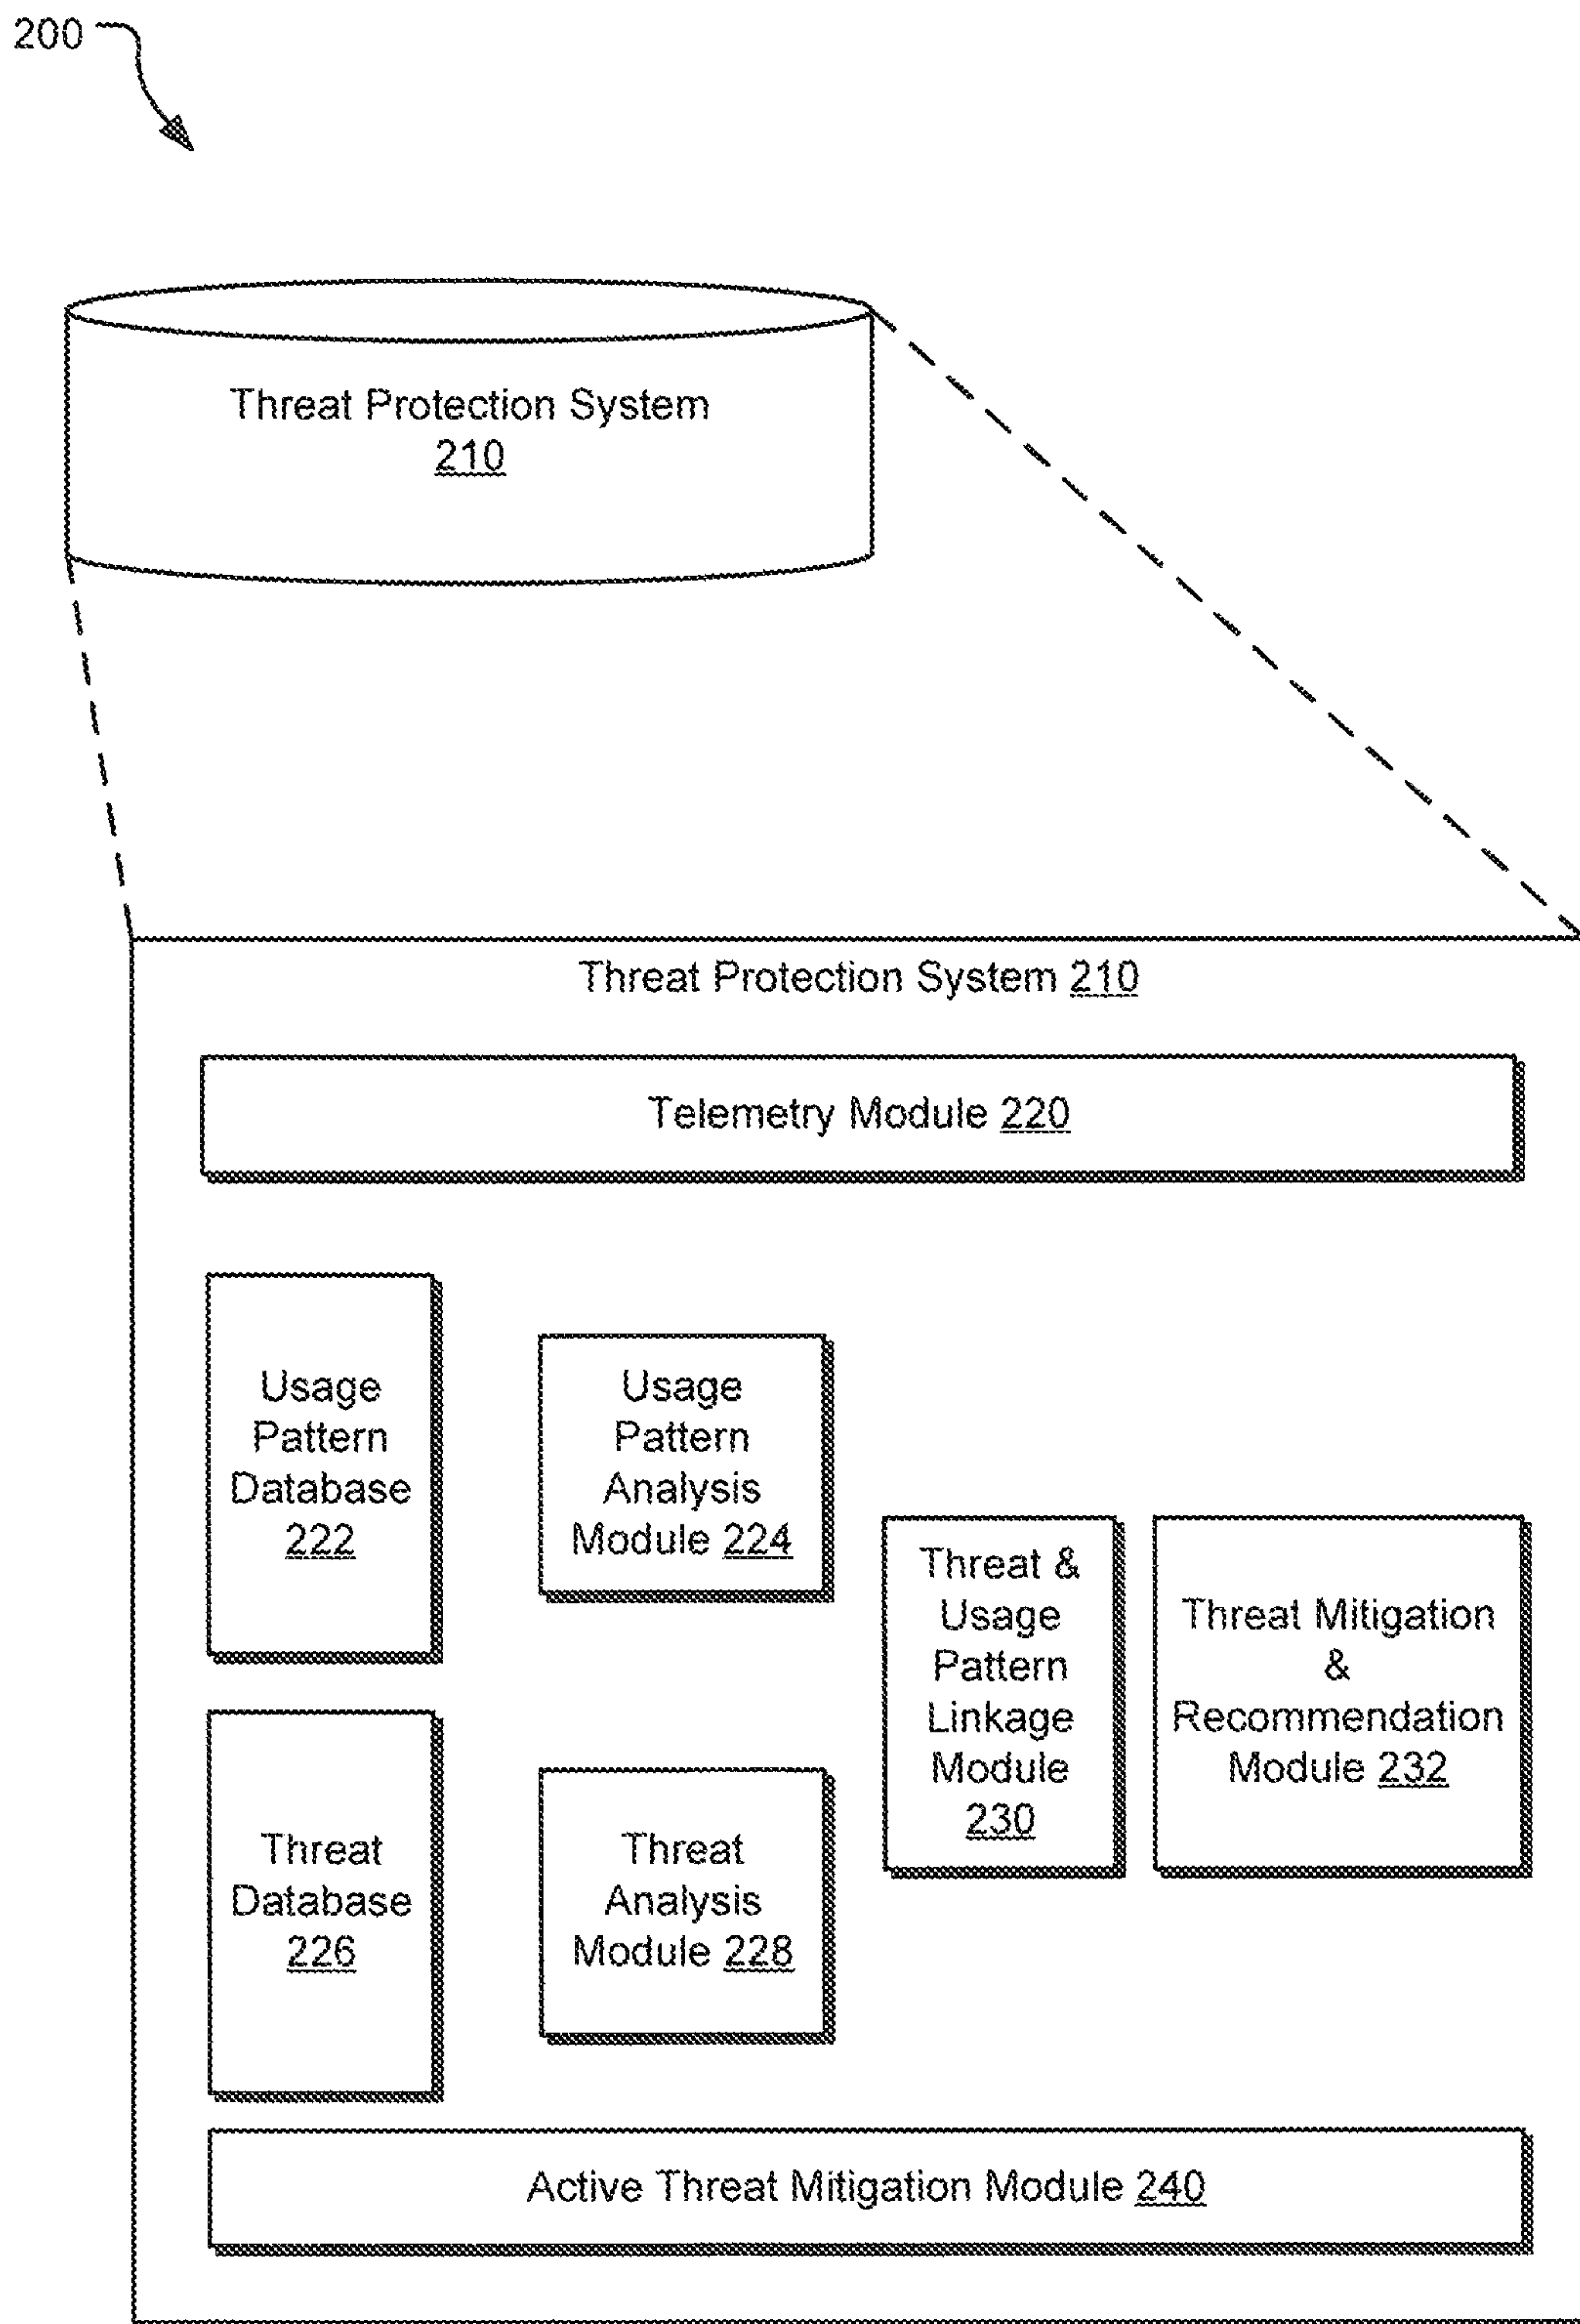 200
Threat Protection System
210
Threat Protection System 210
Telemetry Module 220
Usage
Pattern
Database
222
Usage
Pattern
Analysis
Module 224
Threat &
Usage
Pattern
Linkage
Module
230
Threat Mitigation
&
Recommendation
Module 232
Threat
Database
226
Threat
Analysis
Module 228
Active Threat Mitigation Module 240